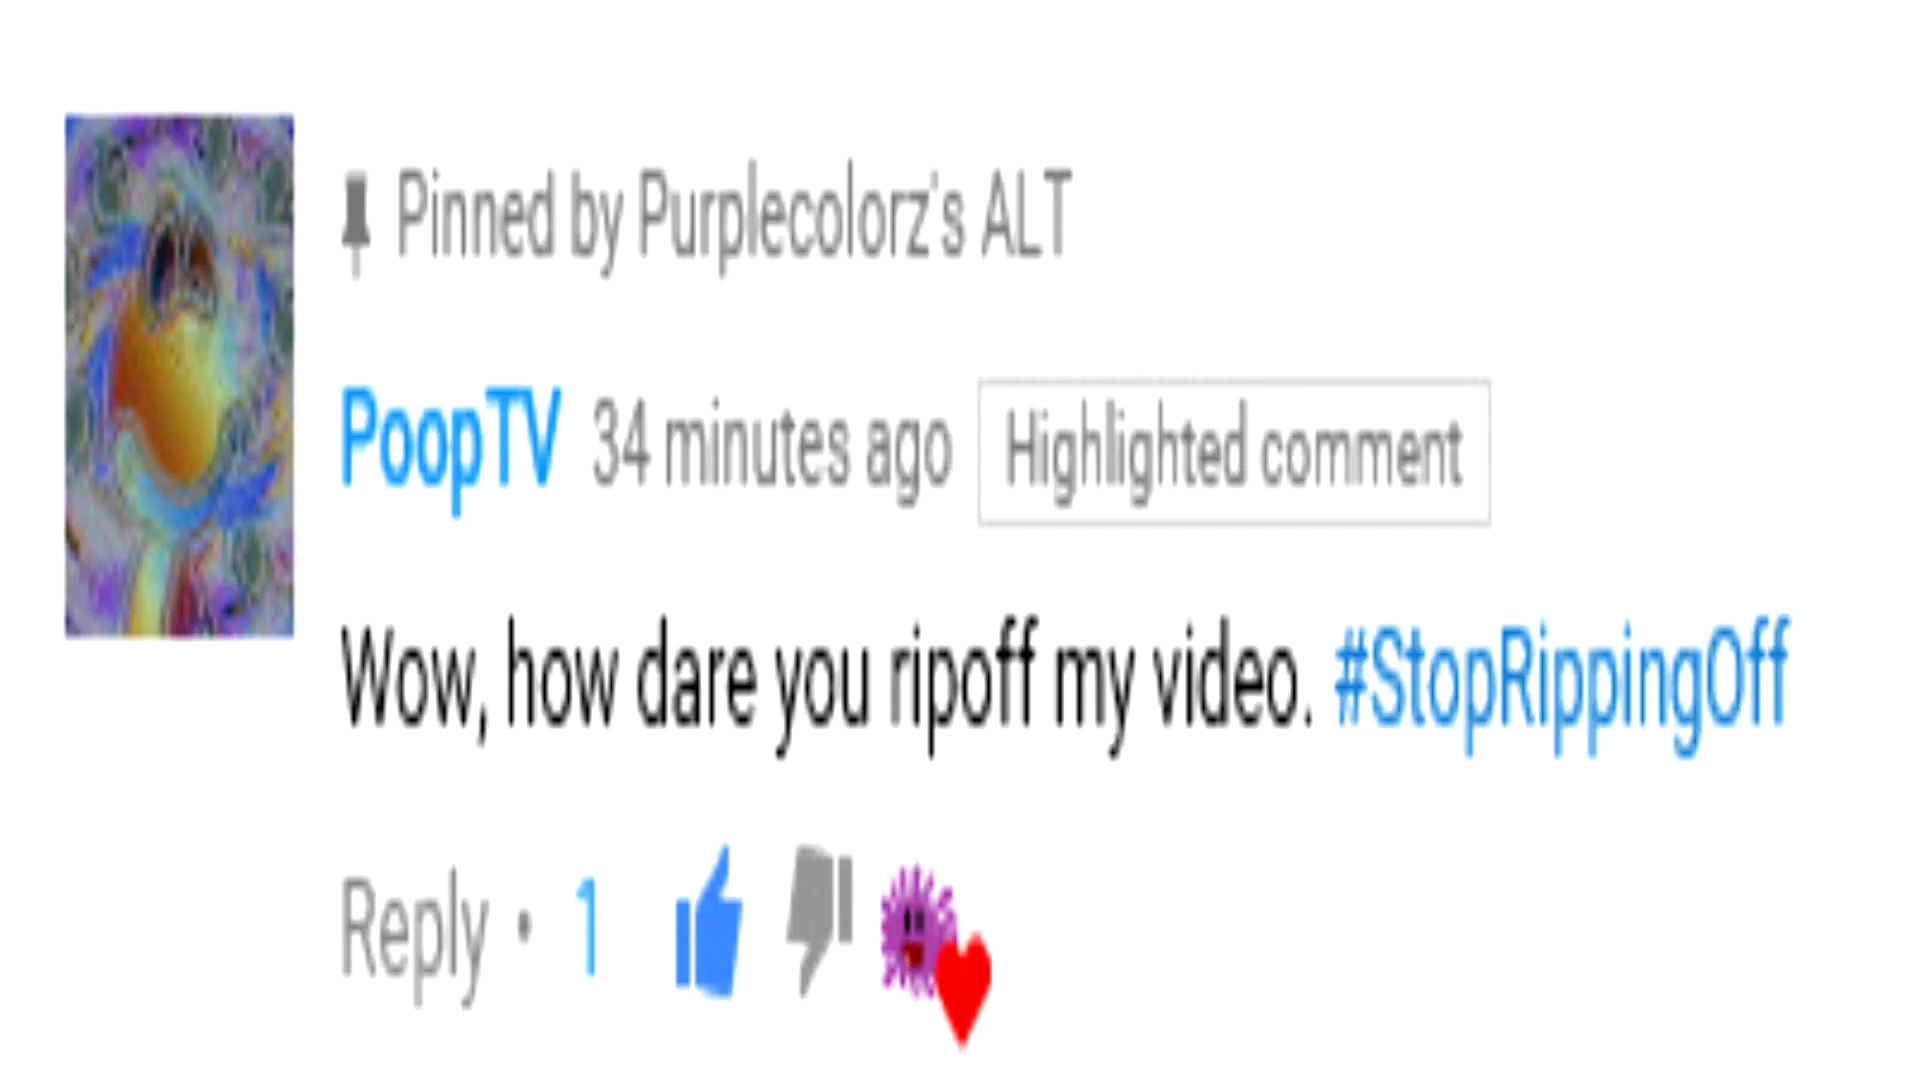 Pinned by Purplecolorz's ALT
PoopTV 34 minutes ago Highlighted comment
Wow, how dare you ripoff my video. #StopRippingOff
Reply • 1